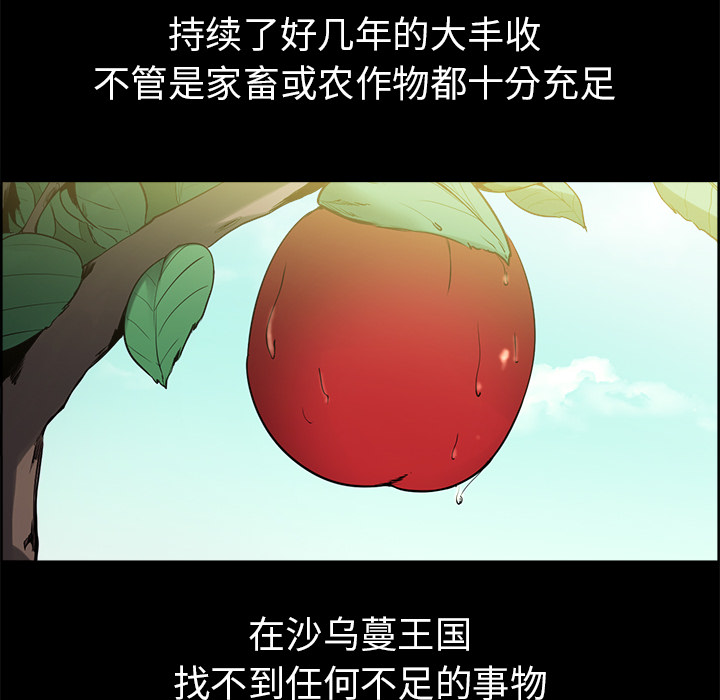 持续了好几年的大丰收
不管是家畜或农作物都十分充足
在沙乌蔓王国
找不到任何不足的事物